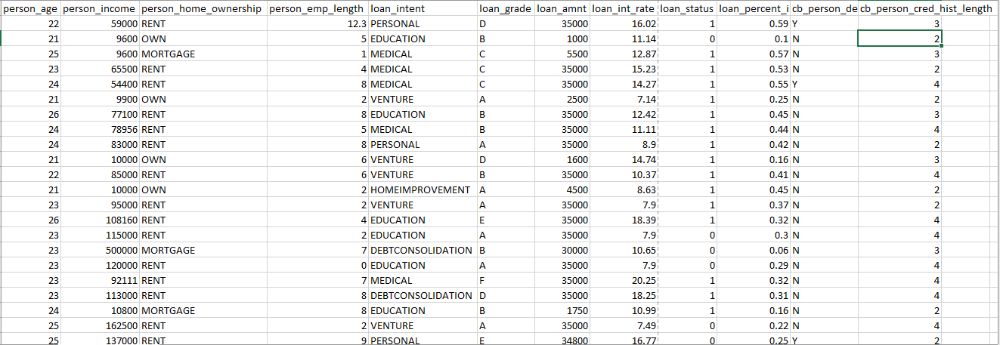 person_age person_income person_home_ownership person_emp_length loan_intent loan_grade loan_amnt loan_int_rate loan_status loan_percent_i cb_person_de cb_person_cred_hist_length
22 59000 RENT 12.3 PERSONAL D 35000 16.02 1 0.59 Y 3
21 9600 OWN 5 EDUCATION B 1000 11.14 0 0.1 N 2
25 9600 MORTGAGE 1 MEDICAL C 5500 12.87 1 0.57 N 3
23 65500 RENT 4 MEDICAL C 35000 15.23 1 0.53 N 2
24 54400 RENT 8 MEDICAL C 35000 14.27 1 0.55 Y 4
21 9900 OWN 2 VENTURE A 2500 7.14 1 0.25 N 2
26 77100 RENT 8 EDUCATION B 35000 12.42 1 0.45 N 3
24 78956 RENT 5 MEDICAL B 35000 11.11 1 0.44 N 4
24 83000 RENT 8 PERSONAL A 35000 8.9 1 0.42 N 2
21 10000 OWN 6 VENTURE D 1600 14.74 1 0.16 N 3
22 85000 RENT 6 VENTURE B 35000 10.37 1 0.41 N 4
21 10000 OWN 2 HOMEIMPROVEMENT A 4500 8.63 1 0.45 N 2
23 95000 RENT 2 VENTURE A 35000 7.9 1 0.37 N 2
26 108160 RENT 4 EDUCATION E 35000 18.39 1 0.32 N 4
23 115000 RENT 2 EDUCATION A 35000 7.9 0 0.3 N 4
23 500000 MORTGAGE 7 DEBTCONSOLIDATION B 30000 10.65 0 0.06 N 3
23 120000 RENT 0 EDUCATION A 35000 7.9 0 0.29 N 4
23 92111 RENT 7 MEDICAL F 35000 20.25 1 0.32 N 4
23 113000 RENT 8 DEBTCONSOLIDATION D 35000 18.25 1 0.31 N 4
24 10800 MORTGAGE 8 EDUCATION B 1750 10.99 1 0.16 N 2
25 162500 RENT 2 VENTURE A 35000 7.49 0 0.22 N 4
25 137000 RENT 9 PERSONAL E 34800 16.77 0 0.25 Y 2